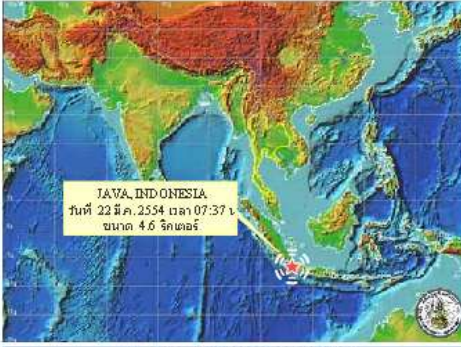 JAVA, INDONESIA
วันที่ 22 มี.ค. 2554 เวลา 07:37 น
ขนาด 4.6 ริคเตอร์